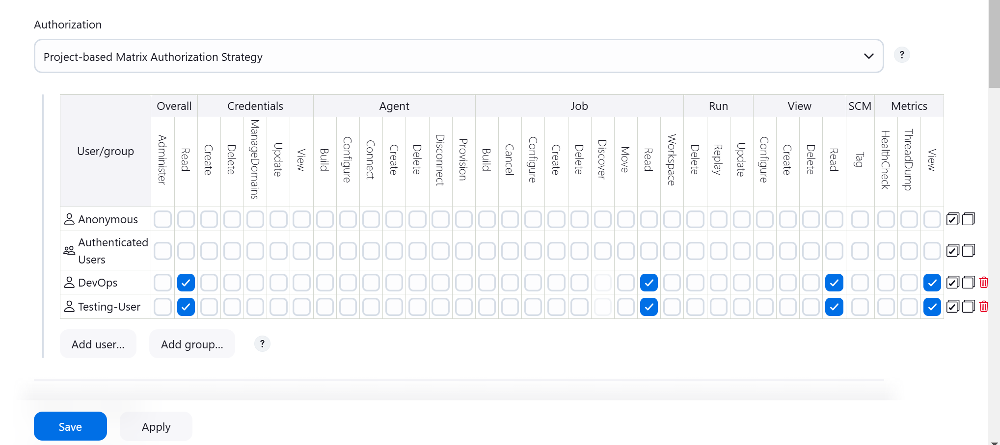 Authorization
Project-based Matrix Authorization Strategy
?
User/group
Overall
Credentials
Agent
Job
Run
View
SCM
Metrics
Administer
Read
Create
Delete
ManageDomains
Update
View
Build
Configure
Connect
Create
Delete
Disconnect
Provision
Build
Cancel
Configure
Create
Delete
Discover
Move
Read
Workspace
Delete
Replay
Update
Configure
Create
Delete
Read
Tag
HealthCheck
ThreadDump
View
Anonymous
Authenticated
Users
DevOps
Testing-User
Add user...
Add group...
?
Save
Apply